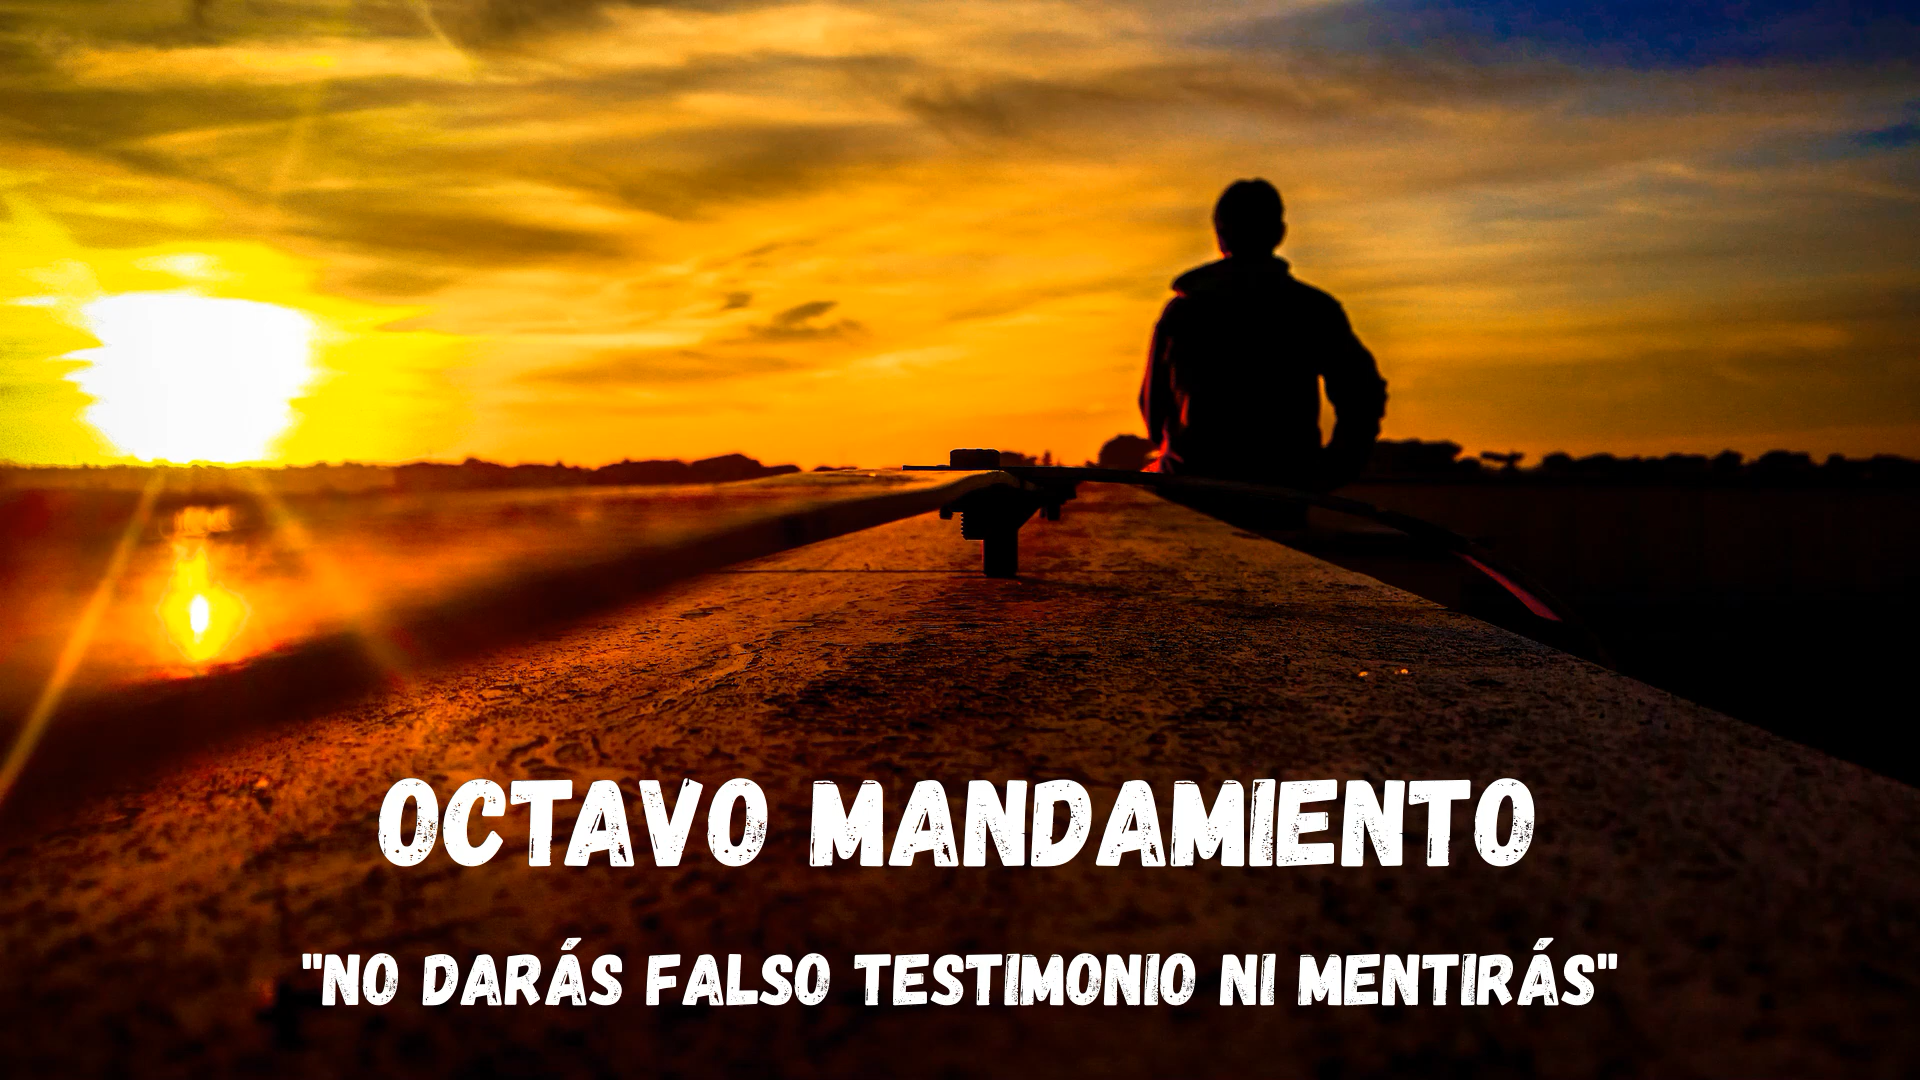 OCTAVO MANDAMIENTO
"NO DARÁS FALSO TESTIMONIO NI MENTIRÁS"